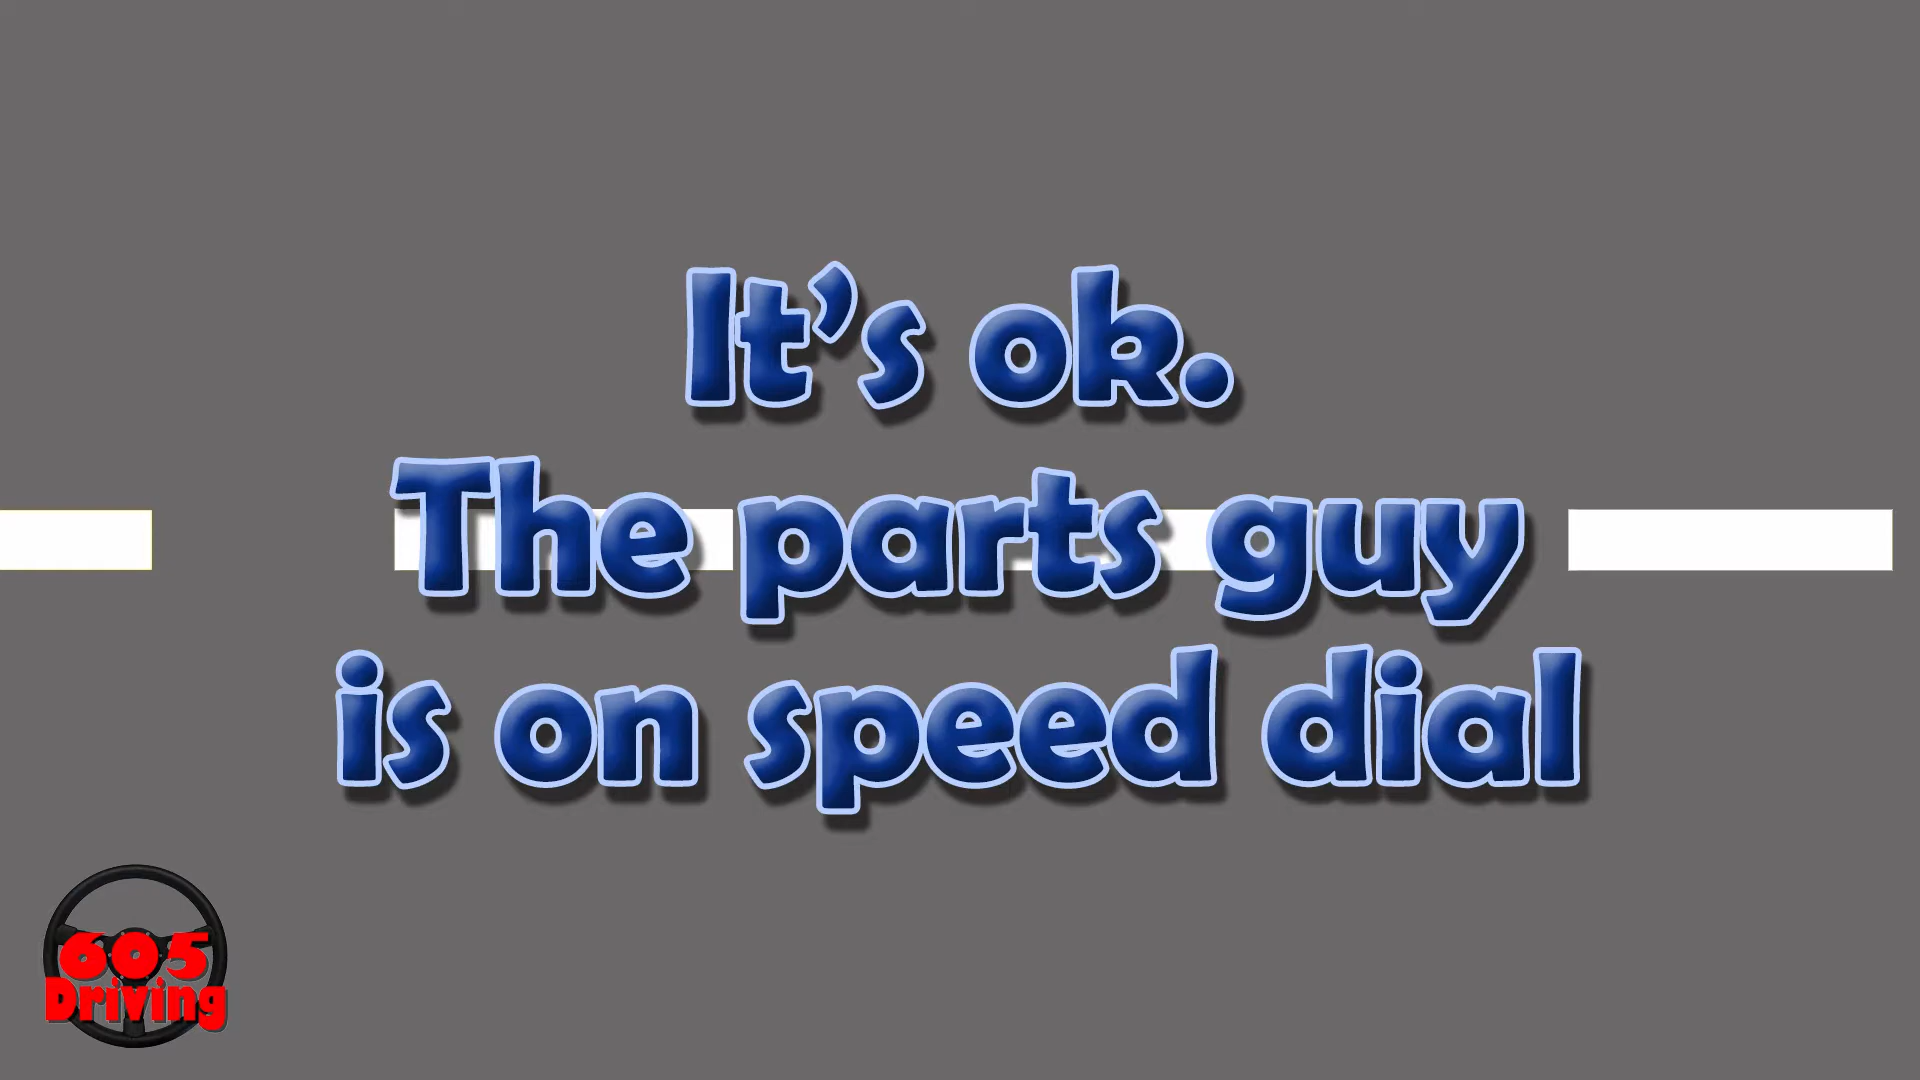 It’s ok.
The parts guy
is on speed dial
605
Driving